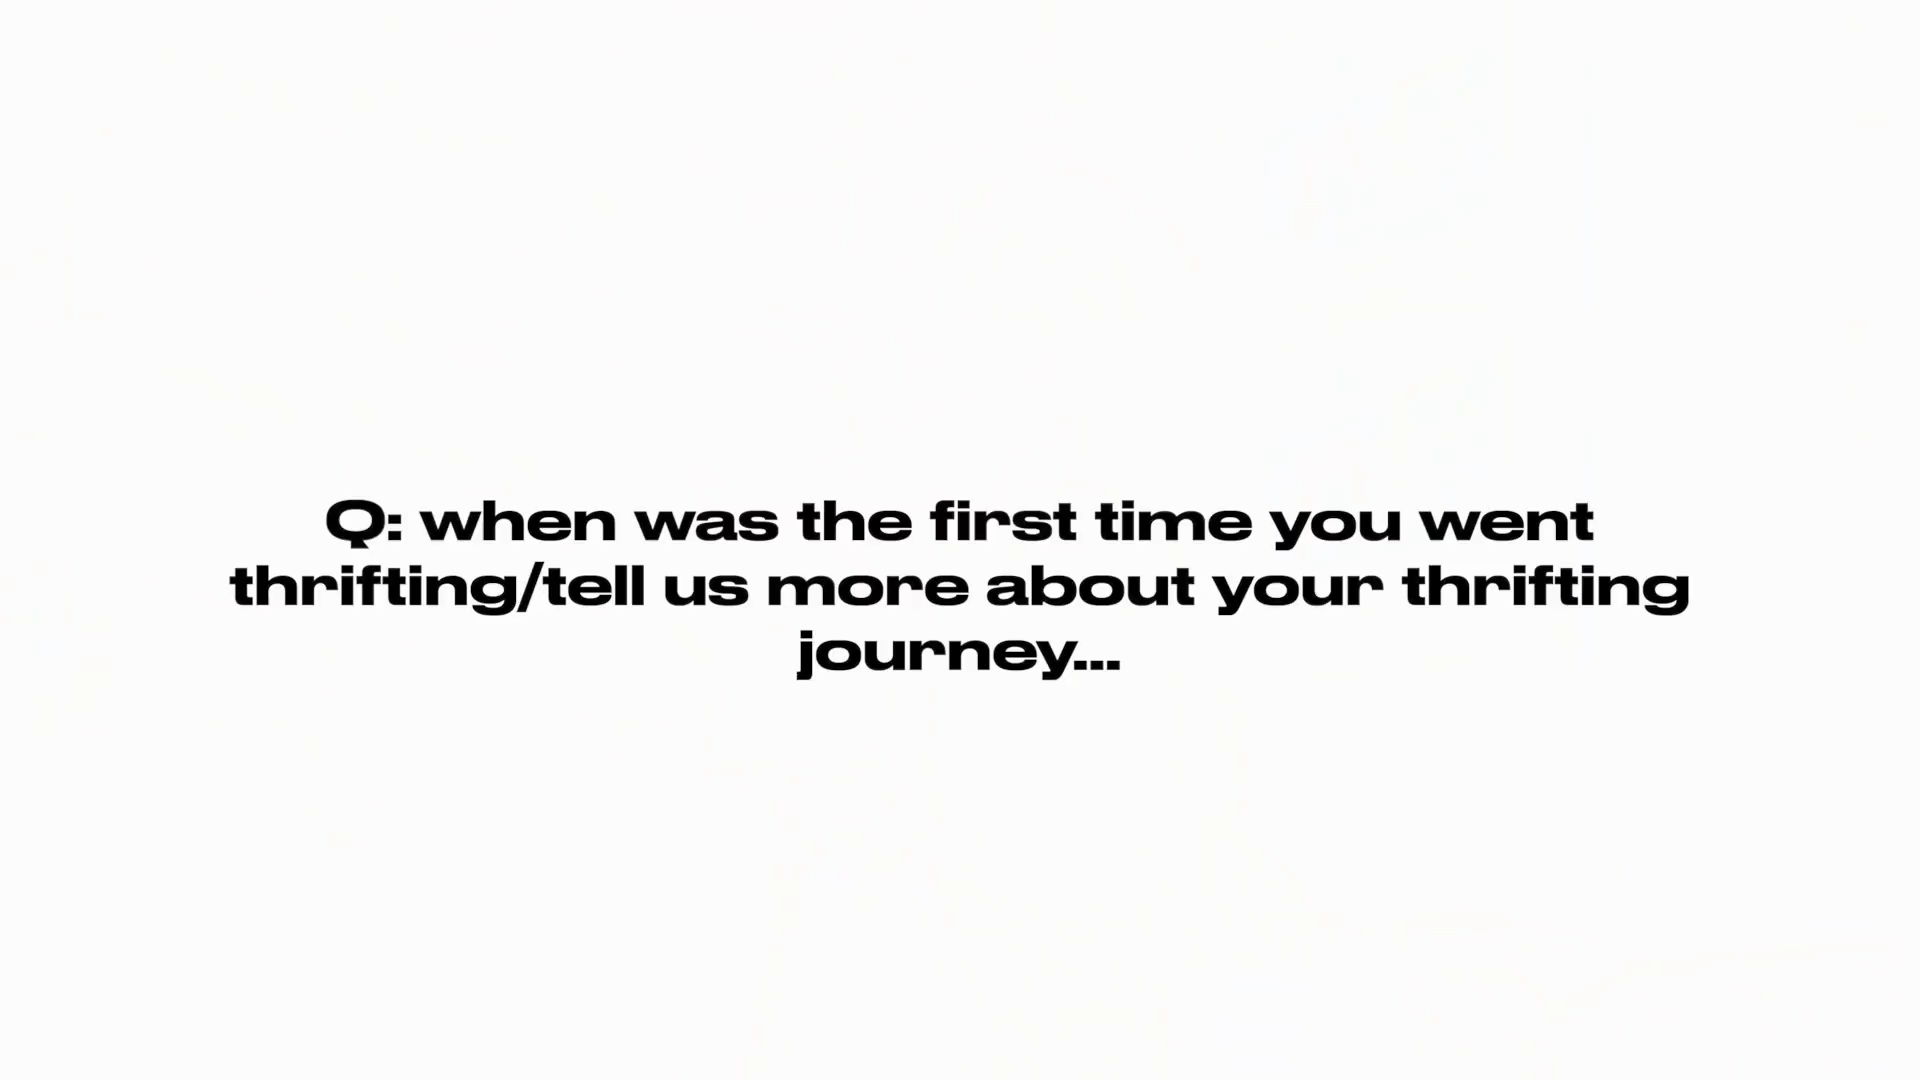 Q: when was the first time you went
thrifting/tell us more about your thrifting
journey...